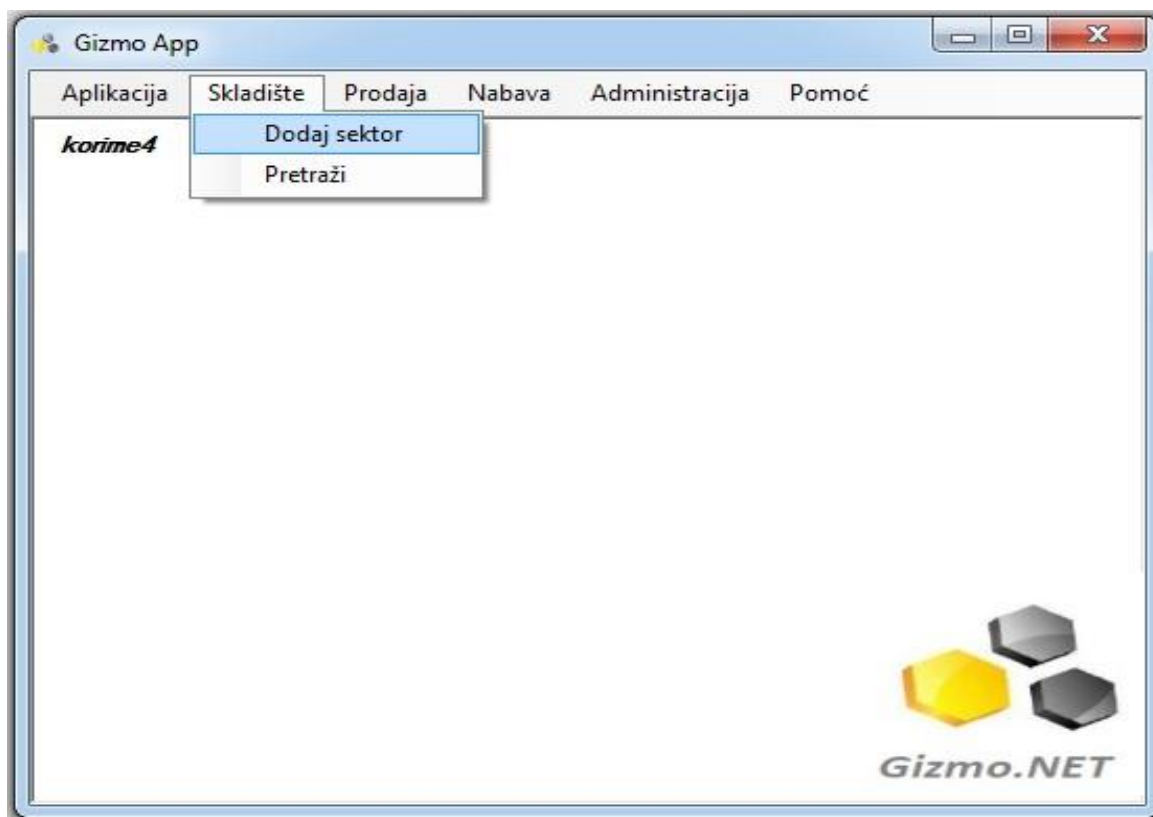 Gizmo App
Aplikacija Skladište Prodaja Nabava Administracija Pomoć
korime4
Dodaj sektor
Pretraži
Gizmo.NET